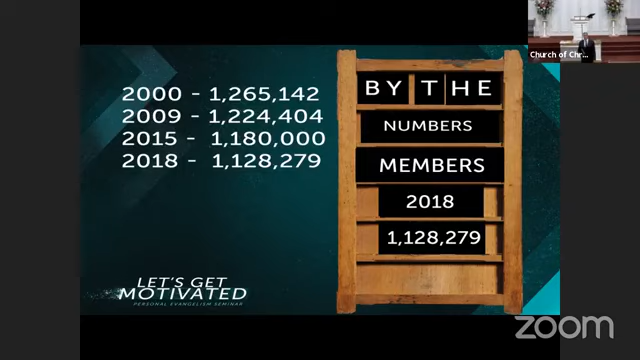 Church of Chr...
2000 - 1,265,142
2009 - 1,224,404
2015 - 1,180,000
2018 - 1,128,279
BY THE
NUMBERS
MEMBERS
2018
1,128,279
LET'S GET
MOTIVATED
PERSONAL EVANGELISM SEMINAR
zoom